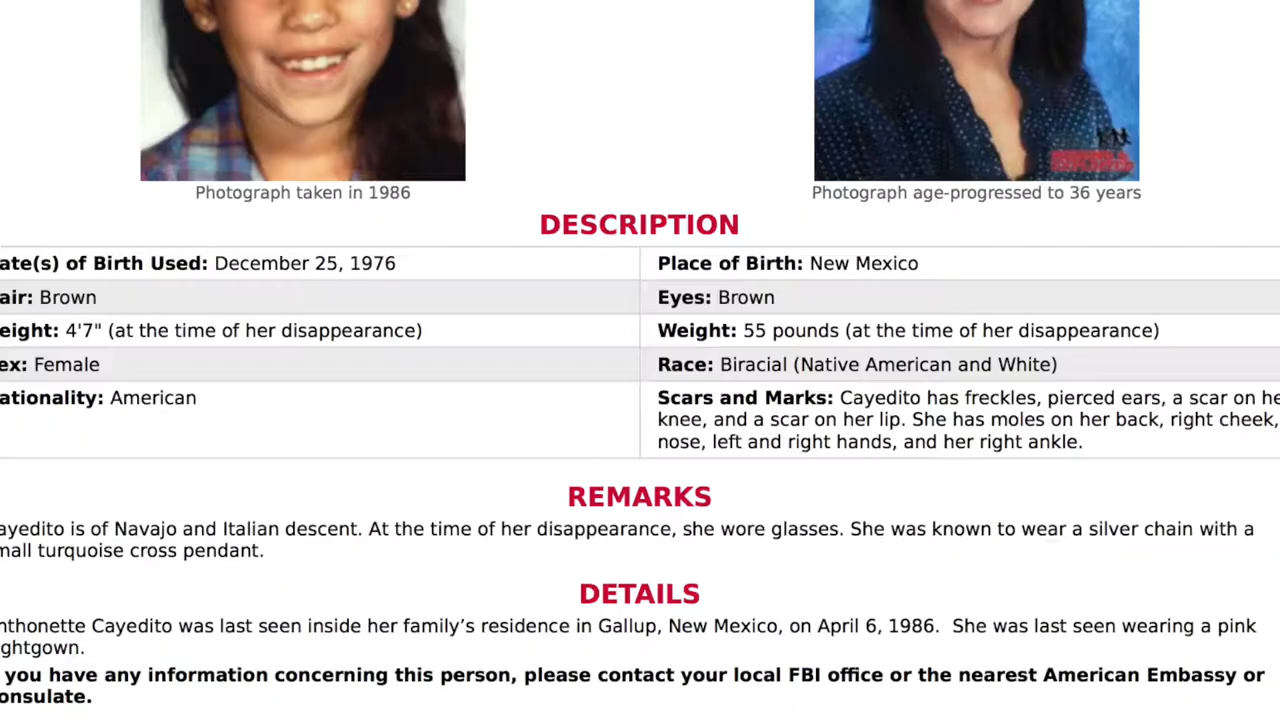 Photograph taken in 1986
Photograph age-progressed to 36 years
DESCRIPTION
ate(s) of Birth Used: December 25, 1976
Place of Birth: New Mexico
air: Brown
Eyes: Brown
eight: 4'7" (at the time of her disappearance)
Weight: 55 pounds (at the time of her disappearance)
ex: Female
Race: Biracial (Native American and White)
ationality: American
Scars and Marks: Cayedito has freckles, pierced ears, a scar on he
knee, and a scar on her lip. She has moles on her back, right cheek,
nose, left and right hands, and her right ankle.
REMARKS
ayedito is of Navajo and Italian descent. At the time of her disappearance, she wore glasses. She was known to wear a silver chain with a
mall turquoise cross pendant.
DETAILS
nthonette Cayedito was last seen inside her family’s residence in Gallup, New Mexico, on April 6, 1986.  She was last seen wearing a pink
ightgown.
you have any information concerning this person, please contact your local FBI office or the nearest American Embassy or
onsulate.